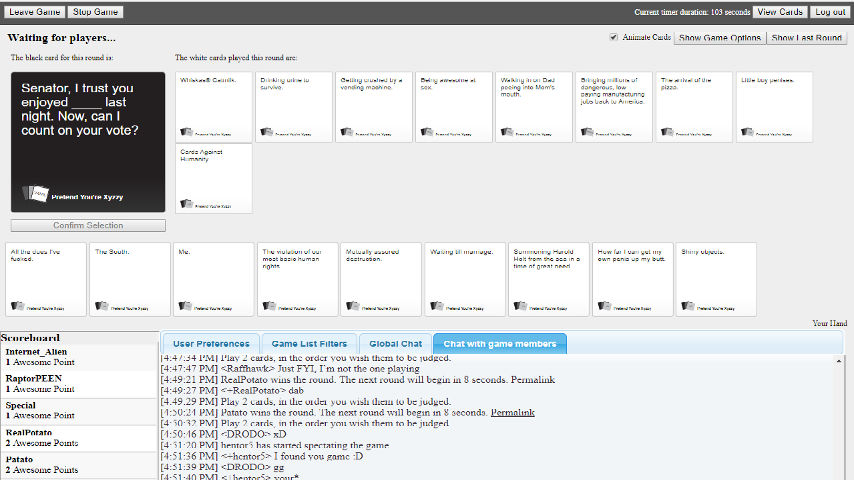 Leave Game Stop Game Current timer duration: 103 seconds View Cards Log out
Waiting for players... Animate Cards Show Game Options Show Last Round
The black card for this round is: The white cards played this round are:
Senator, I trust you
enjoyed ____ last
night. Now, can I
count on your vote?
Pretend You're Xyzzy
Whiskas® Catmilk.
Pretend You're Xyzzy
Drinking urine to
survive.
Pretend You're Xyzzy
Getting crushed by a
vending machine.
Pretend You're Xyzzy
Being awesome at
sex.
Pretend You're Xyzzy
Walking in on Dad
peeing into Mom's
mouth.
Pretend You're Xyzzy
Bringing millions of
dangerous, low
paying manufacturing
jobs back to America.
Pretend You're Xyzzy
The arrival of the
pizza.
Pretend You're Xyzzy
Little boy penises.
Pretend You're Xyzzy
Cards Against
Humanity
Pretend You're Xyzzy
Confirm Selection
All the dues I've
fucked.
Pretend You're Xyzzy
The South.
Pretend You're Xyzzy
Me.
Pretend You're Xyzzy
The violation of our
most basic human
rights.
Pretend You're Xyzzy
Mutually assured
destruction.
Pretend You're Xyzzy
Waiting till marriage.
Pretend You're Xyzzy
Summoning Harold
Holt from the sea in a
time of great need.
Pretend You're Xyzzy
How far I can get my
own penis up my butt.
Pretend You're Xyzzy
Shiny objects.
Pretend You're Xyzzy
Your Hand
Scoreboard
Internet_Alien
1 Awesome Point
RaptorPEEN
1 Awesome Point
Special
1 Awesome Point
RealPotato
2 Awesome Points
Patato
2 Awesome Points
User Preferences Game List Filters Global Chat Chat with game members
[4:47:34 PM] Play 2 cards, in the order you wish them to be judged.
[4:47:47 PM] <Raffhawk> Just FYI, I'm not the one playing
[4:49:21 PM] RealPotato wins the round. The next round will begin in 8 seconds. Permalink
[4:49:27 PM] <+RealPotato> dab
[4:49:29 PM] Play 2 cards, in the order you wish them to be judged.
[4:50:24 PM] Patato wins the round. The next round will begin in 8 seconds. Permalink
[4:50:32 PM] Play 2 cards, in the order you wish them to be judged.
[4:50:46 PM] <DRODO> xD
[4:51:20 PM] hentor5 has started spectating the game
[4:51:36 PM] <+hentor5> I found you game :D
[4:51:39 PM] <DRODO> gg
[4:51:40 PM] <+hentor5> your*